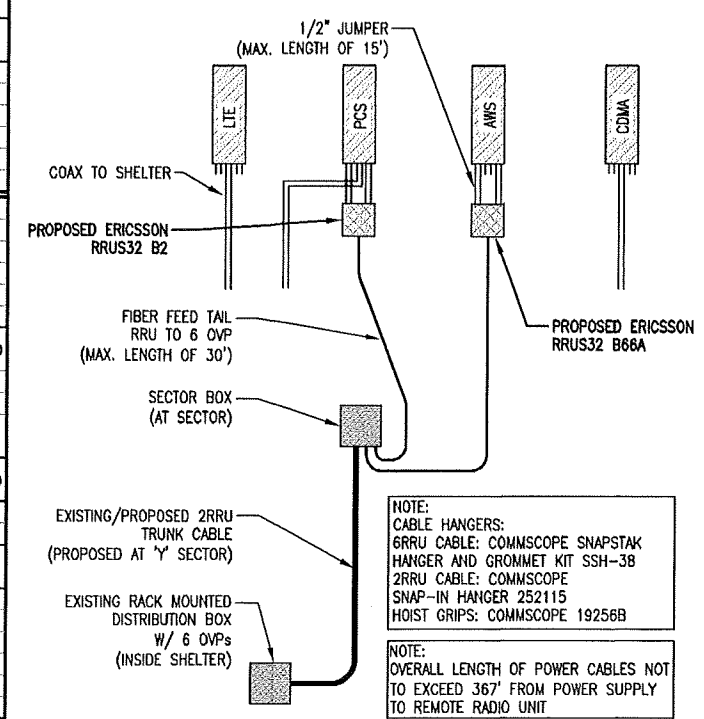 1/2" JUMPER
(MAX. LENGTH OF 15')
LTE
PCS
AWS
CDMA
COAX TO SHELTER
PROPOSED ERICSSON
RRUS32 B2
FIBER FEED TAIL
RRU TO 6 OVP
(MAX. LENGTH OF 30')
PROPOSED ERICSSON
RRUS32 B66A
SECTOR BOX
(AT SECTOR)
EXISTING/PROPOSED 2RRU
TRUNK CABLE
(PROPOSED AT 'Y' SECTOR)
EXISTING RACK MOUNTED
DISTRIBUTION BOX
W/ 6 OVPs
(INSIDE SHELTER)
NOTE:
CABLE HANGERS:
6RRU CABLE: COMMSCOPE SNAPSTAK
HANGER AND GROMMET KIT SSH-38
2RRU CABLE: COMMSCOPE
SNAP-IN HANGER 252115
HOIST GRIPS: COMMSCOPE 19256B
NOTE:
OVERALL LENGTH OF POWER CABLES NOT
TO EXCEED 367' FROM POWER SUPPLY
TO REMOTE RADIO UNIT